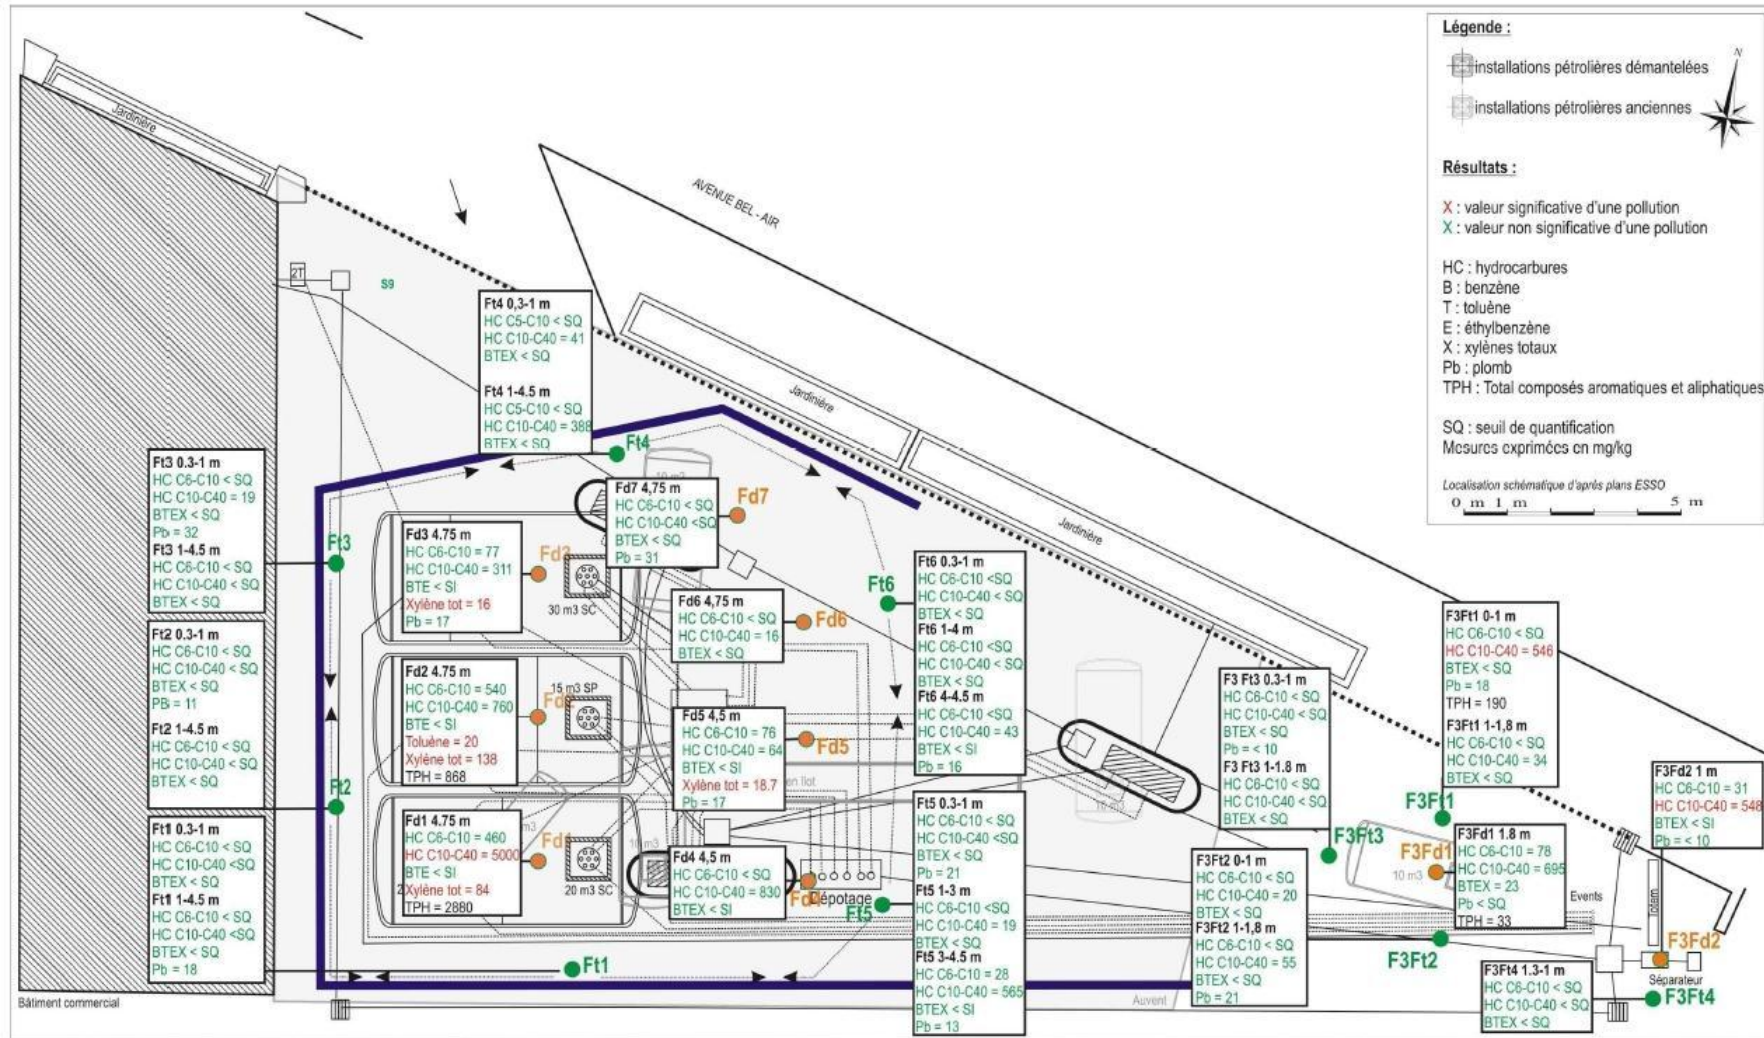 Légende :
installations pétrolières démantelées
installations pétrolières anciennes
N
Résultats :
X : valeur significative d'une pollution
X : valeur non significative d'une pollution
HC : hydrocarbures
B : benzène
T : toluène
E : éthylbenzène
X : xylènes totaux
Pb : plomb
TPH : Total composés aromatiques et aliphatiques
SQ : seuil de quantification
Mesures exprimées en mg/kg
Localisation schématique d'après plans ESSO
0 m 1 m 5 m
Jardinière
AVENUE BEL - AIR
2T
S9
Jardinière
Jardinière
Ft4 0,3-1 m
HC C5-C10 < SQ
HC C10-C40 = 41
BTEX < SQ
Ft4 1-4.5 m
HC C5-C10 < SQ
HC C10-C40 = 388
BTEX < SQ
Ft4
Ft3 0.3-1 m
HC C6-C10 < SQ
HC C10-C40 = 19
BTEX < SQ
Pb = 32
Ft3 1-4.5 m
HC C6-C10 < SQ
HC C10-C40 < SQ
BTEX < SQ
Ft3
Ft2 0.3-1 m
HC C6-C10 < SQ
HC C10-C40 < SQ
BTEX < SQ
PB = 11
Ft2 1-4.5 m
HC C6-C10 < SQ
HC C10-C40 < SQ
BTEX < SQ
Ft2
Ft1 0.3-1 m
HC C6-C10 < SQ
HC C10-C40 <SQ
BTEX < SQ
Ft1 1-4.5 m
HC C6-C10 < SQ
HC C10-C40 <SQ
BTEX < SQ
Pb = 18
Ft1
Fd7 4,75 m
HC C6-C10 < SQ
HC C10-C40 <SQ
BTEX < SQ
Pb = 31
Fd7
10 m3
Fd3 4.75 m
HC C6-C10 = 77
HC C10-C40 = 311
BTE < SI
Xylène tot = 16
Pb = 17
Fd3
30 m3 SC
Fd6 4,75 m
HC C6-C10 < SQ
HC C10-C40 = 16
BTEX < SQ
Fd6
Fd2 4.75 m
HC C6-C10 = 540
HC C10-C40 = 760
BTE < SI
Toluène = 20
Xylène tot = 138
TPH = 868
15 m3 SP
Fd5 4,5 m
HC C6-C10 = 76
HC C10-C40 = 64
BTEX < SI
Xylène tot = 18.7
Pb = 17
Fd5
Fd1 4.75 m
HC C6-C10 = 460
HC C10-C40 = 5000
BTE < SI
Xylène tot = 84
TPH = 2880
Fd1
20 m3 SC
Fd4 4,5 m
HC C6-C10 < SQ
HC C10-C40 = 830
BTEX < SI
Dépotage
Ft6 0.3-1 m
HC C6-C10 <SQ
HC C10-C40 < SQ
BTEX < SQ
Ft6 1-4 m
HC C6-C10 <SQ
HC C10-C40 < SQ
BTEX < SQ
Ft6 4-4.5 m
HC C6-C10 <SQ
HC C10-C40 = 43
BTEX < SI
Pb = 16
Ft6
Ft5 0.3-1 m
HC C6-C10 < SQ
HC C10-C40 <SQ
BTEX < SQ
Pb = 21
Ft5 1-3 m
HC C6-C10 <SQ
HC C10-C40 = 19
BTEX < SQ
Ft5 3-4.5 m
HC C6-C10 = 28
HC C10-C40 = 565
BTEX < SI
Pb = 13
Ft5
10 m3
F3 Ft3 0.3-1 m
HC C6-C10 < SQ
HC C10-C40 < SQ
BTEX < SQ
Pb = < 10
F3 Ft3 1-1.8 m
HC C6-C10 < SQ
HC C10-C40 < SQ
BTEX < SQ
F3Ft3
F3Ft1 0-1 m
HC C6-C10 < SQ
HC C10-C40 = 546
BTEX < SQ
Pb = 18
TPH = 190
F3Ft1 1-1,8 m
HC C6-C10 < SQ
HC C10-C40 = 34
BTEX < SQ
F3Ft1
F3Fd2 1 m
HC C6-C10 = 31
HC C10-C40 = 548
BTEX < SI
Pb = < 10
F3Fd1 1.8 m
HC C6-C10 = 78
HC C10-C40 = 695
BTEX = 23
Pb < SQ
TPH = 33
F3Fd1
10 m3
Events
Totem
F3Ft2 0-1 m
HC C6-C10 < SQ
HC C10-C40 = 20
BTEX < SQ
F3Ft2 1-1,8 m
HC C6-C10 < SQ
HC C10-C40 = 55
BTEX < SQ
Pb = 21
F3Ft2
F3Fd2
Séparateur
F3Ft4 1.3-1 m
HC C6-C10 < SQ
HC C10-C40 < SQ
BTEX < SQ
F3Ft4
Auvent
Bâtiment commercial